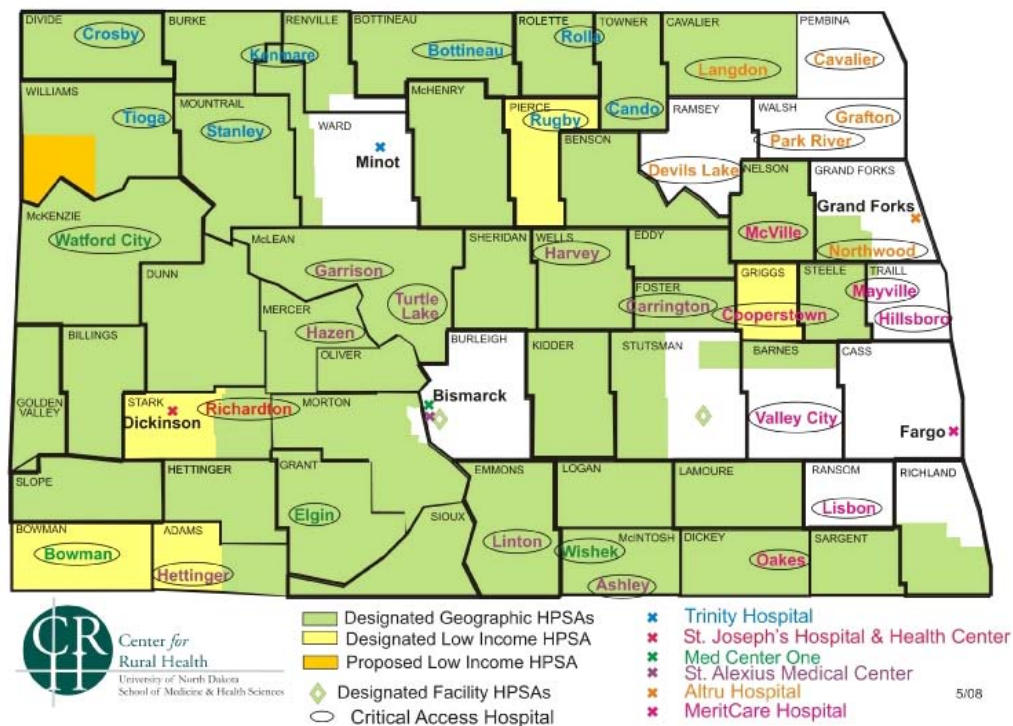 DIVIDE
BURKE
RENVILLE
BOTTINEAU
ROLETTE
TOWNER
CAVALIER
PEMBINA
Crosby
Kenmare
Bottineau
Rolla
Langdon
Cavalier
WILLIAMS
MOUNTRAIL
McHENRY
PIERCE
RAMSEY
WALSH
Tioga
Stanley
WARD
Minot
Rugby
Cando
Grafton
Park River
BENSON
Devils Lake
NELSON
GRAND FORKS
McKENZIE
Watford City
McLEAN
SHERIDAN
WELLS
EDDY
McVille
Grand Forks
Northwood
Garrison
Harvey
DUNN
GRIGGS
STEELE
TRAILL
MERCER
Turtle
Lake
FOSTER
Carrington
Cooperstown
Mayville
Hillsboro
Hazen
BILLINGS
OLIVER
BURLEIGH
KIDDER
STUTSMAN
BARNES
CASS
GOLDEN
VALLEY
STARK
Dickinson
Richardton
MORTON
Bismarck
Valley City
Fargo
SLOPE
HETTINGER
GRANT
EMMONS
LOGAN
LAMOURE
RANSOM
RICHLAND
Elgin
SIOUX
Lisbon
BOWMAN
Bowman
ADAMS
Hettinger
Linton
Wishek
McINTOSH
DICKEY
Oakes
SARGENT
Ashley
CRH
Center for
Rural Health
University of North Dakota
School of Medicine & Health Sciences
Designated Geographic HPSAs
Designated Low Income HPSA
Proposed Low Income HPSA
Designated Facility HPSAs
Critical Access Hospital
Trinity Hospital
St. Joseph's Hospital & Health Center
Med Center One
St. Alexius Medical Center
Altru Hospital
MeritCare Hospital
5/08